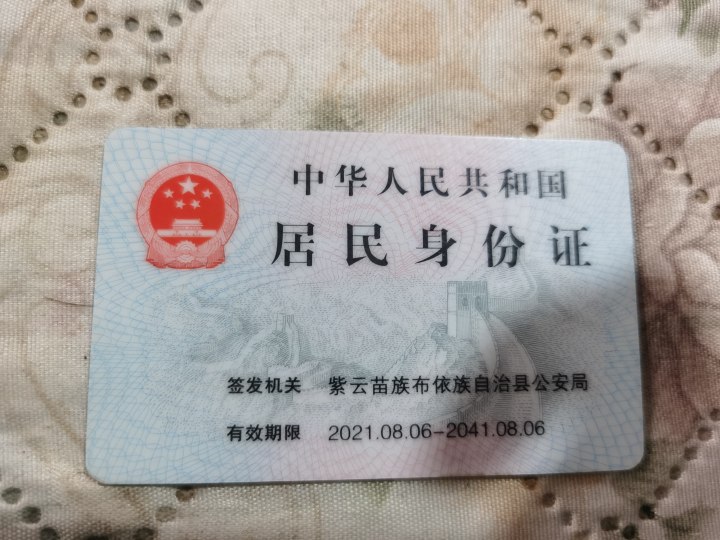 中华人民共和国
居民身份证
签发机关 紫云苗族布依族自治县公安局
有效期限 2021.08.06-2041.08.06